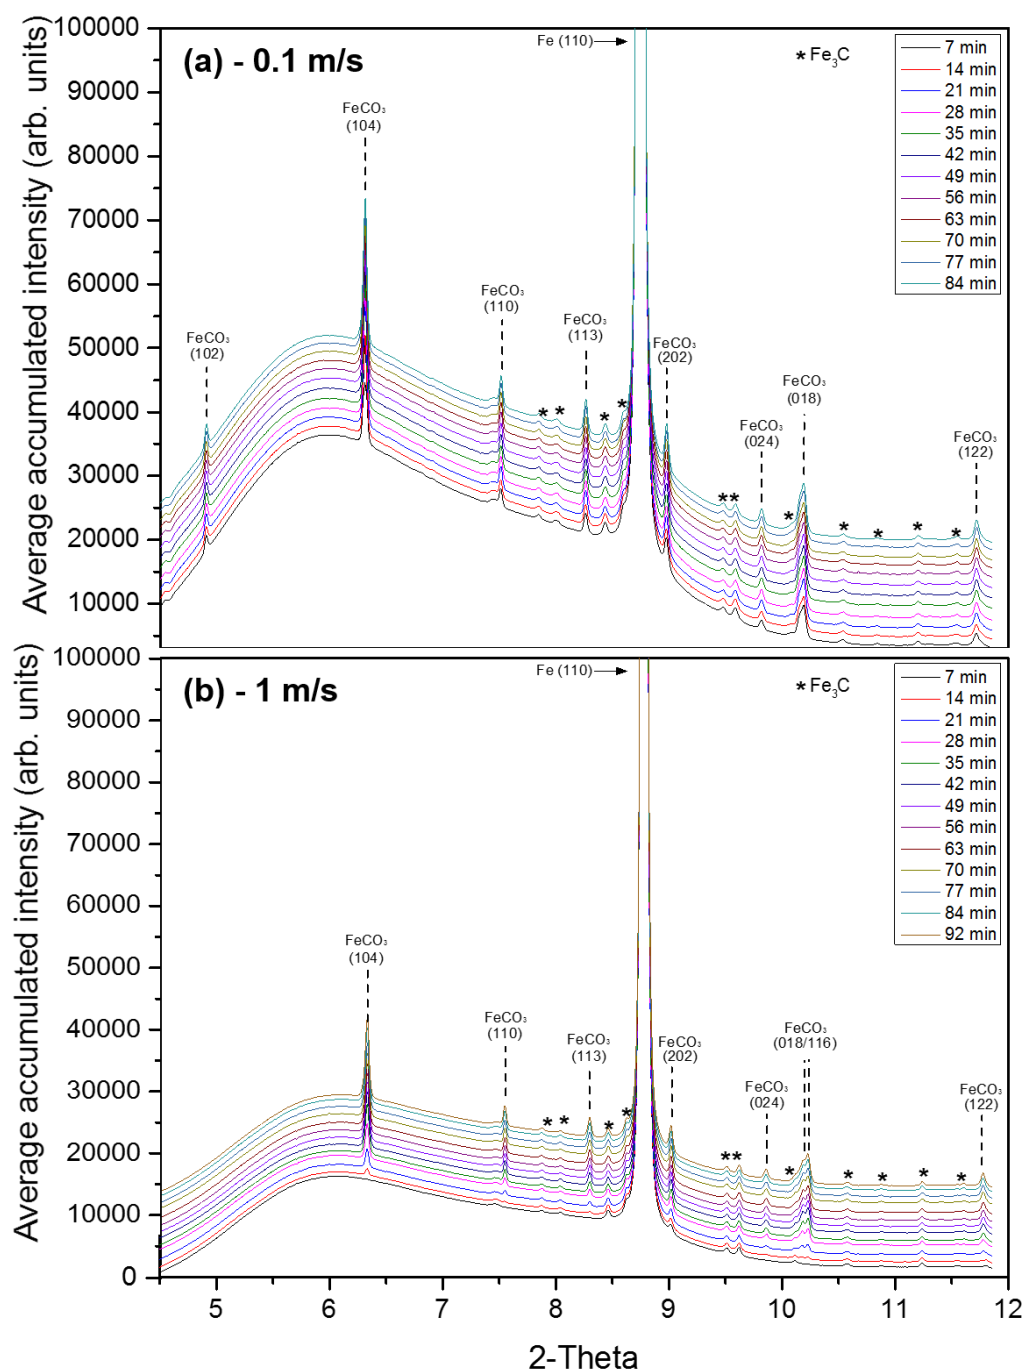 (a) - 0.1 m/s
Fe (110)
* Fe₃C
7 min
14 min
21 min
28 min
35 min
42 min
49 min
56 min
63 min
70 min
77 min
84 min
Average accumulated intensity (arb. units)
100000
90000
80000
70000
60000
50000
40000
30000
20000
10000
FeCO₃
(102)
FeCO₃
(104)
FeCO₃
(110)
FeCO₃
(113)
FeCO₃
(202)
FeCO₃
(024)
FeCO₃
(018)
FeCO₃
(122)
* * * * * * * * * * *
(b) - 1 m/s
Fe (110)
* Fe₃C
7 min
14 min
21 min
28 min
35 min
42 min
49 min
56 min
63 min
70 min
77 min
84 min
92 min
Average accumulated intensity (arb. units)
100000
90000
80000
70000
60000
50000
40000
30000
20000
10000
0
FeCO₃
(104)
FeCO₃
(110)
FeCO₃
(113)
FeCO₃
(202)
FeCO₃
(024)
FeCO₃
(018/116)
FeCO₃
(122)
* * * * * * * * * * *
5 6 7 8 9 10 11 12
2-Theta